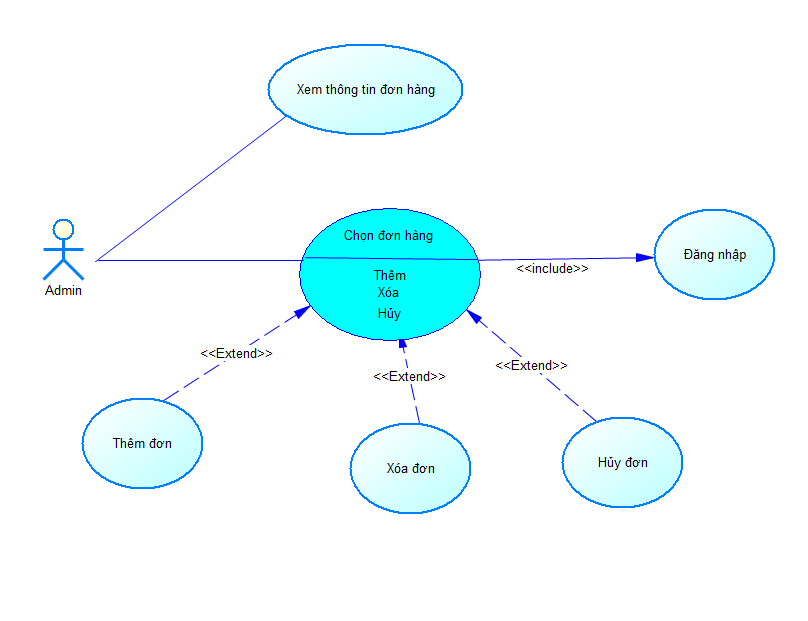 Xem thông tin đơn hàng
Chọn đơn hàng
Đăng nhập
<<include>>
Thêm
Xóa
Hủy
Admin
<<Extend>>
<<Extend>>
<<Extend>>
Thêm đơn
Xóa đơn
Hủy đơn